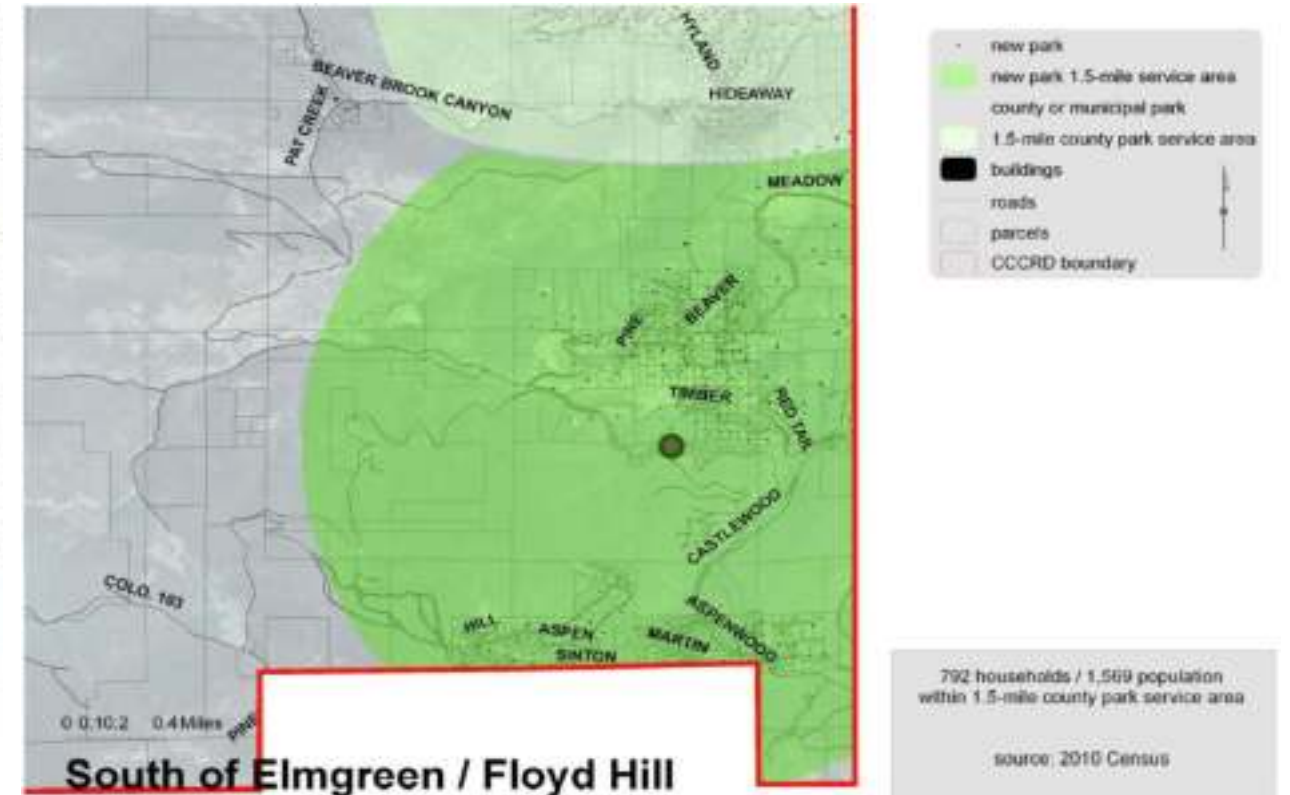 HYLAND
BEAVER BROOK CANYON
PAT CREEK
HIDEAWAY
MEADOW
BEAVER
PINE
TIMBER
RED TAIL
CASTLEWOOD
COLO. 103
HILL
ASPEN
SINTON
MARTIN
ASPENWOOD
0 0.10.2 0.4 Miles
PINE
South of Elmgreen / Floyd Hill
new park
new park 1.5-mile service area
county or municipal park
1.5-mile county park service area
buildings
roads
parcels
CCCRD boundary
792 households / 1,569 population
within 1.5-mile county park service area
source: 2010 Census